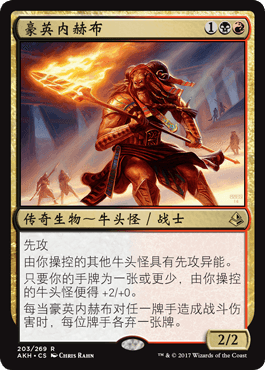 豪英内赫布 1
传奇生物～牛头怪／战士
先攻
由你操控的其他牛头怪具有先攻异能。
只要你的手牌为一张或更少，由你操控
的牛头怪便得 +2/+0。
每当豪英内赫布对任一牌手造成战斗伤
害时，每位牌手各弃一张牌。
203/269 R
AKH • CS Chris Rahn
™ & © 2017 Wizards of the Coast
2/2